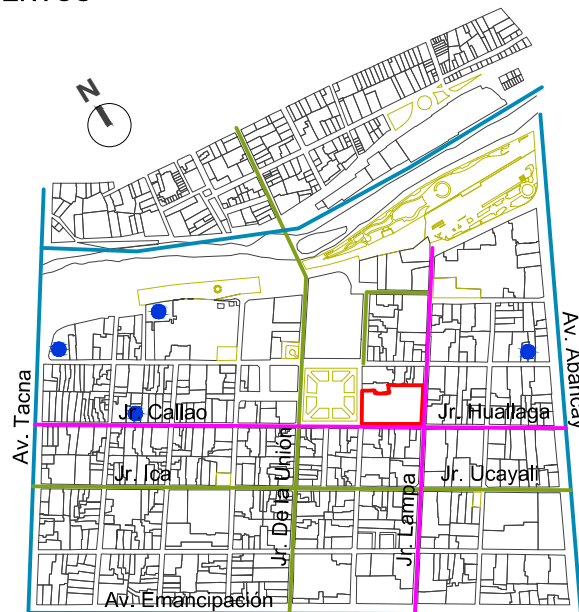 N
Av. Tacna
Av. Abancay
Jr. Callao
Jr. Huallaga
Jr. Ica
Jr. De la Unión
Jr. Lampa
Jr. Ucayali
Av. Emancipación